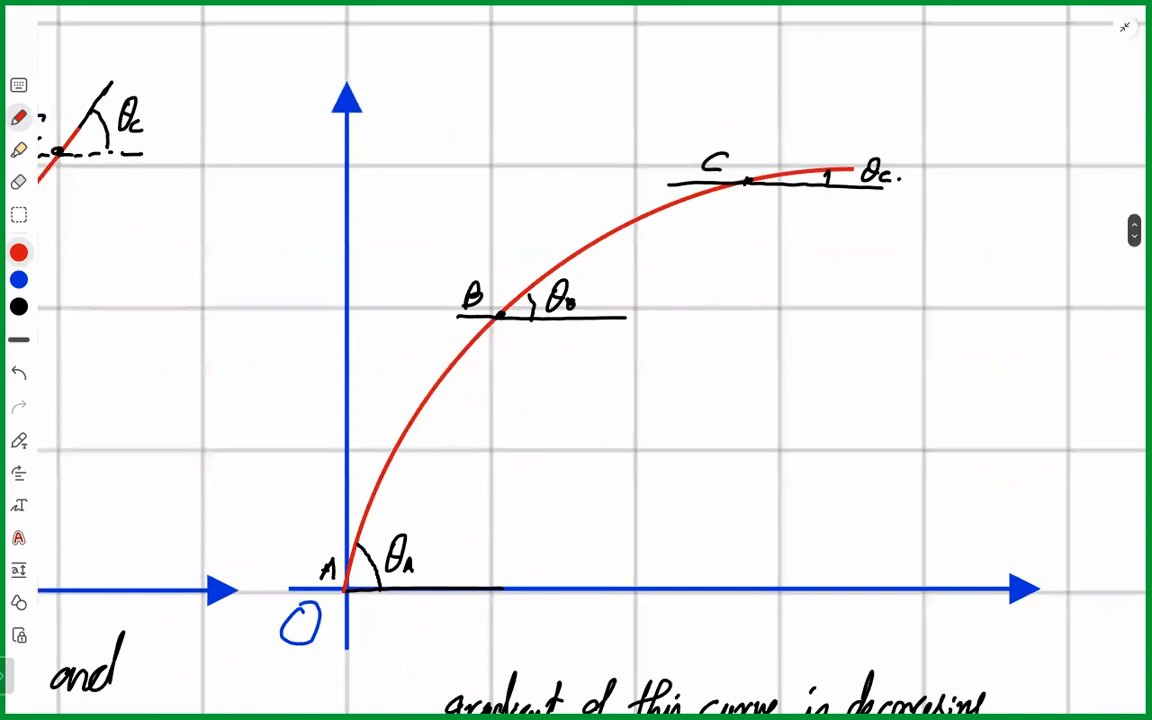 θc
C
θc.
B
θB
A
θA
O
and
gradient of this curve is decreasing